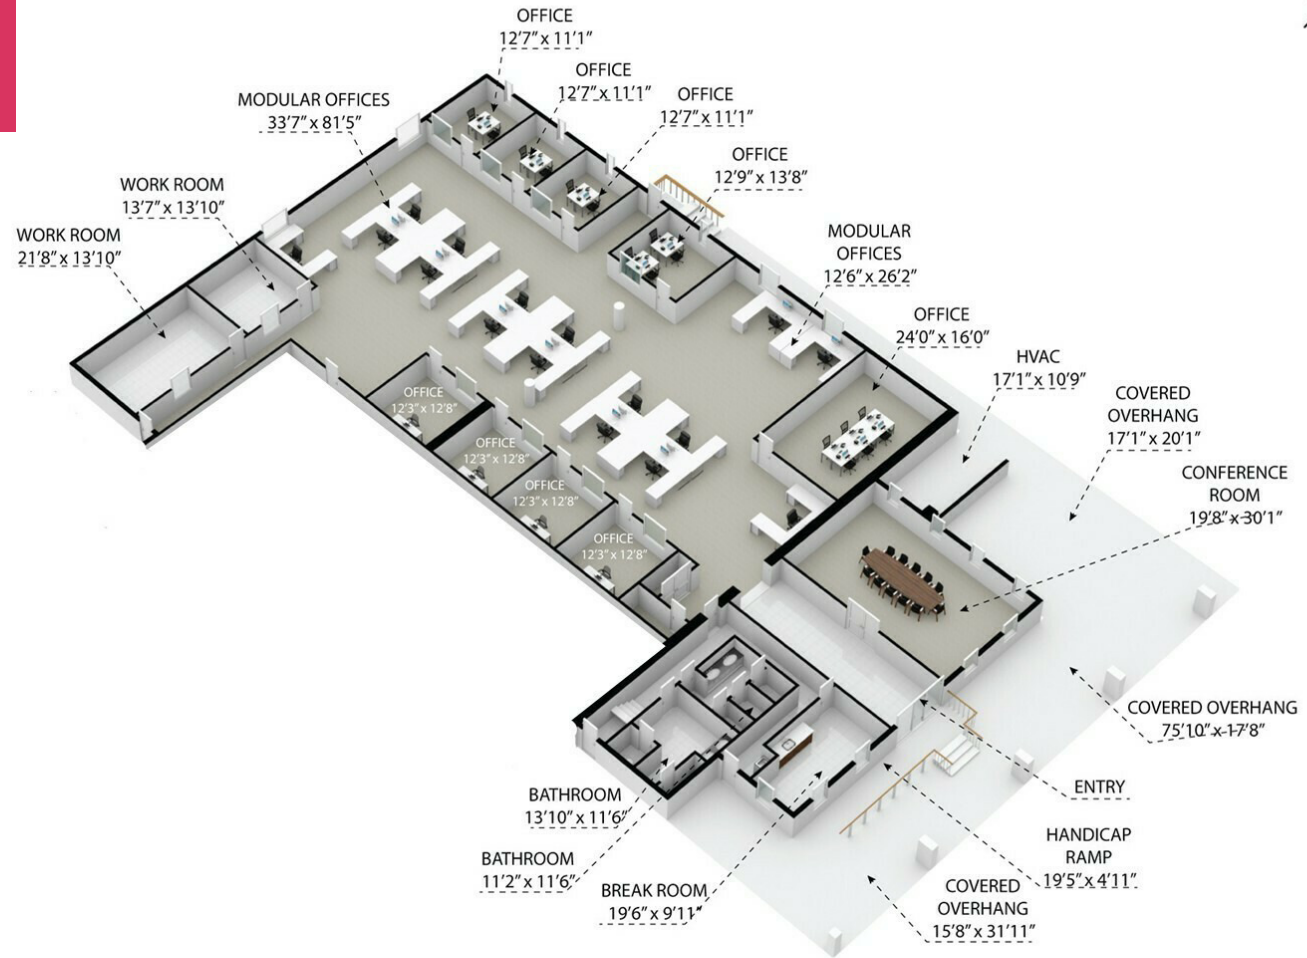 OFFICE
12'7" x 11'1"
OFFICE
12'7" x 11'1"
OFFICE
12'7" x 11'1"
MODULAR OFFICES
33'7" x 81'5"
OFFICE
12'9" x 13'8"
WORK ROOM
13'7" x 13'10"
WORK ROOM
21'8" x 13'10"
MODULAR
OFFICES
12'6" x 26'2"
OFFICE
24'0" x 16'0"
HVAC
17'1" x 10'9"
COVERED
OVERHANG
17'1" x 20'1"
CONFERENCE
ROOM
19'8" x 30'1"
OFFICE
12'3" x 12'8"
OFFICE
12'3" x 12'8"
OFFICE
12'3" x 12'8"
OFFICE
12'3" x 12'8"
COVERED OVERHANG
75'10" x 17'8"
ENTRY
HANDICAP
RAMP
19'5" x 4'11"
BATHROOM
13'10" x 11'6"
BATHROOM
11'2" x 11'6"
BREAK ROOM
19'6" x 9'11"
COVERED
OVERHANG
15'8" x 31'11"